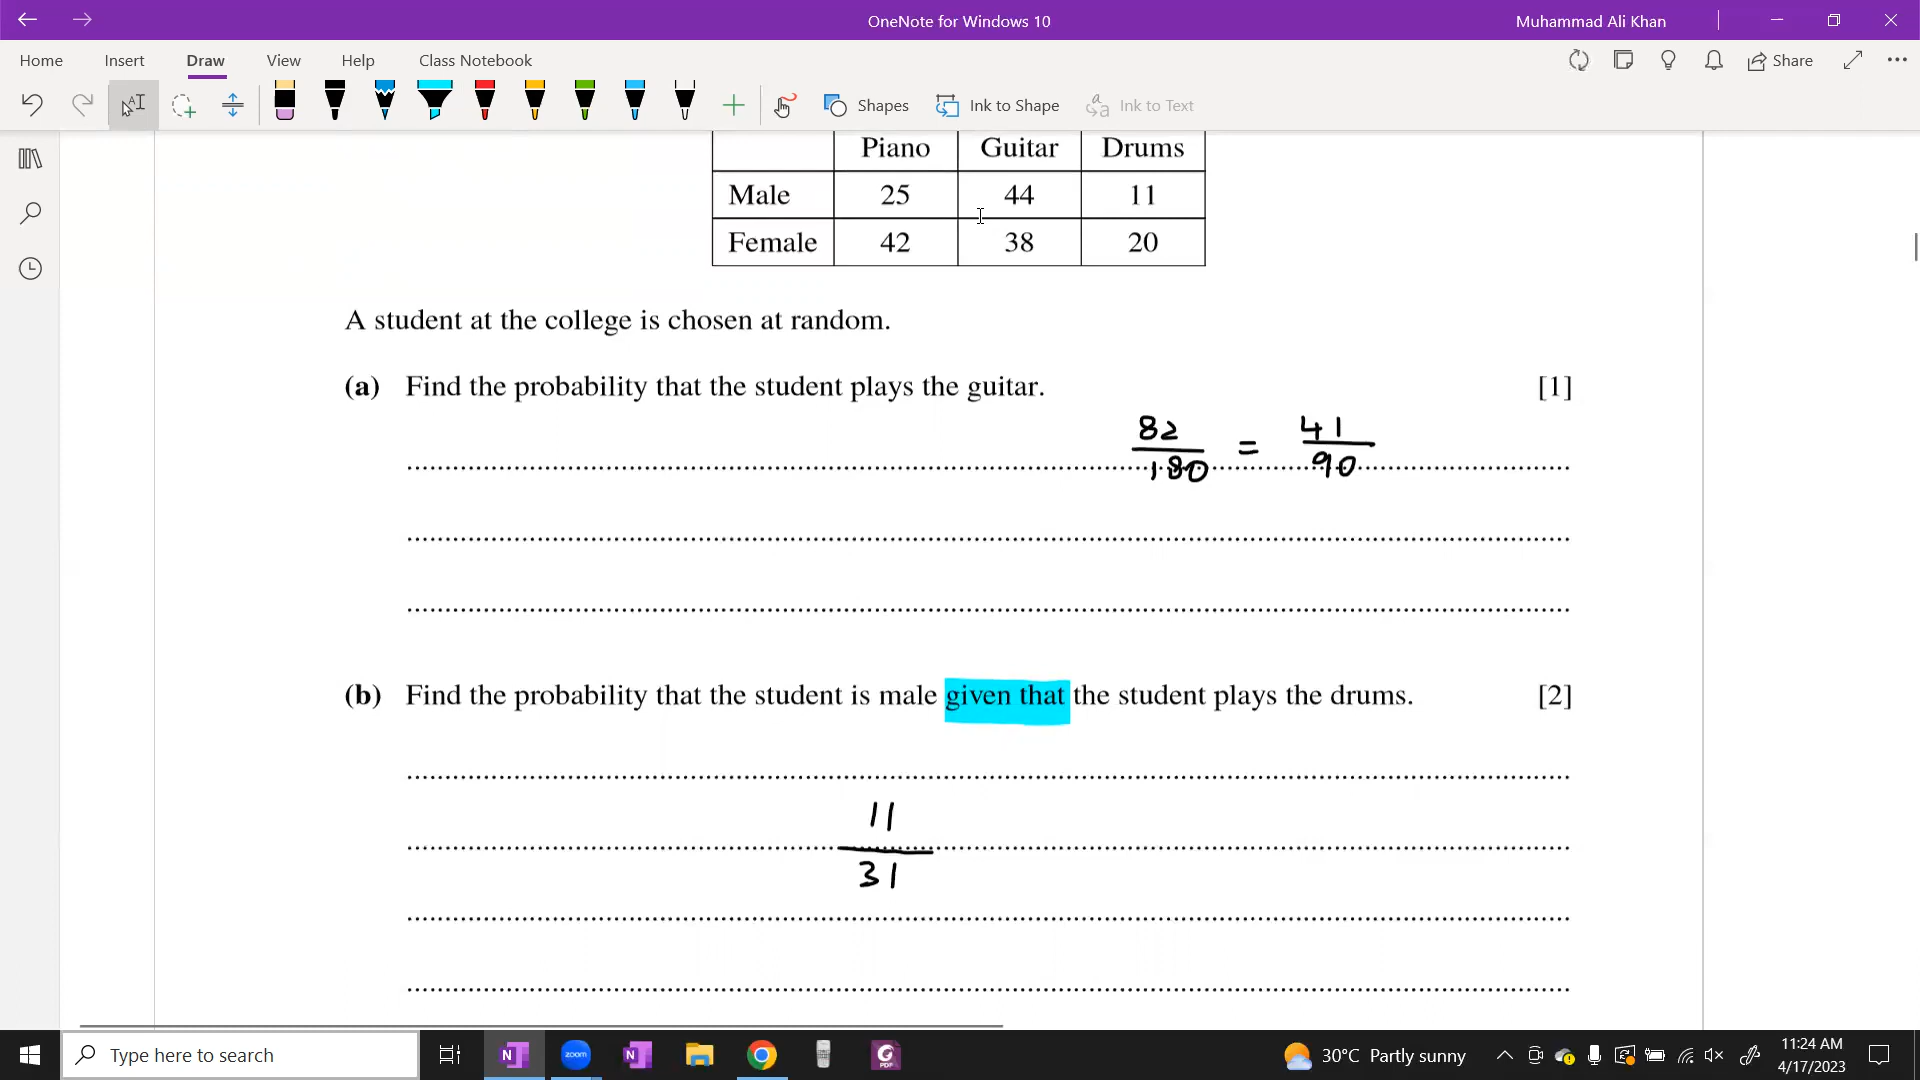 OneNote for Windows 10 Muhammad Ali Khan
Home Insert Draw View Help Class Notebook Share
Shapes Ink to Shape Ink to Text
Piano Guitar Drums
Male 25 44 11
Female 42 38 20
A student at the college is chosen at random.
(a) Find the probability that the student plays the guitar. [1]
82/180 = 41/90
(b) Find the probability that the student is male given that the student plays the drums. [2]
11/31
Type here to search zoom PDF 30°C Partly sunny 11:24 AM
4/17/2023